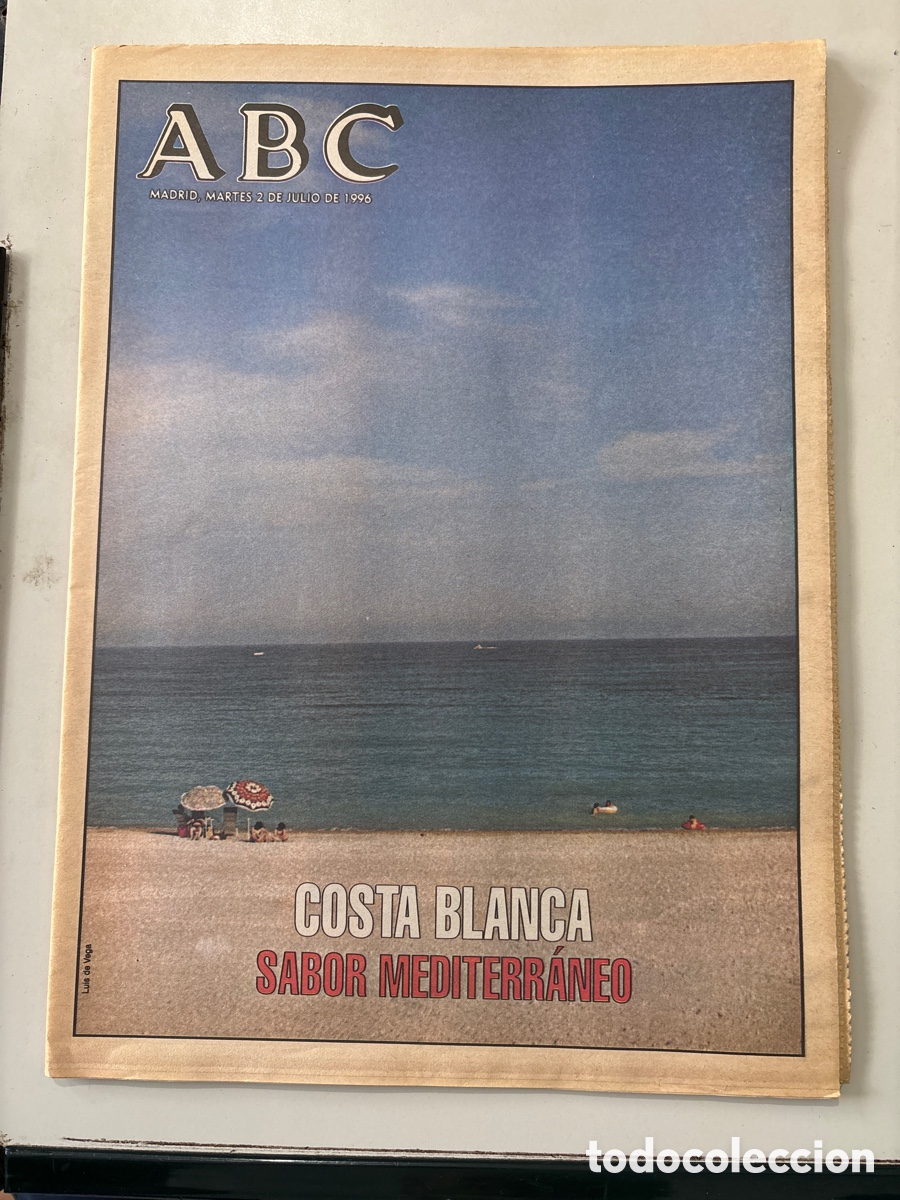 ABC
MADRID, MARTES 2 DE JULIO DE 1996
COSTA BLANCA
SABOR MEDITERRÁNEO
Luis de Vega
todocoleccion